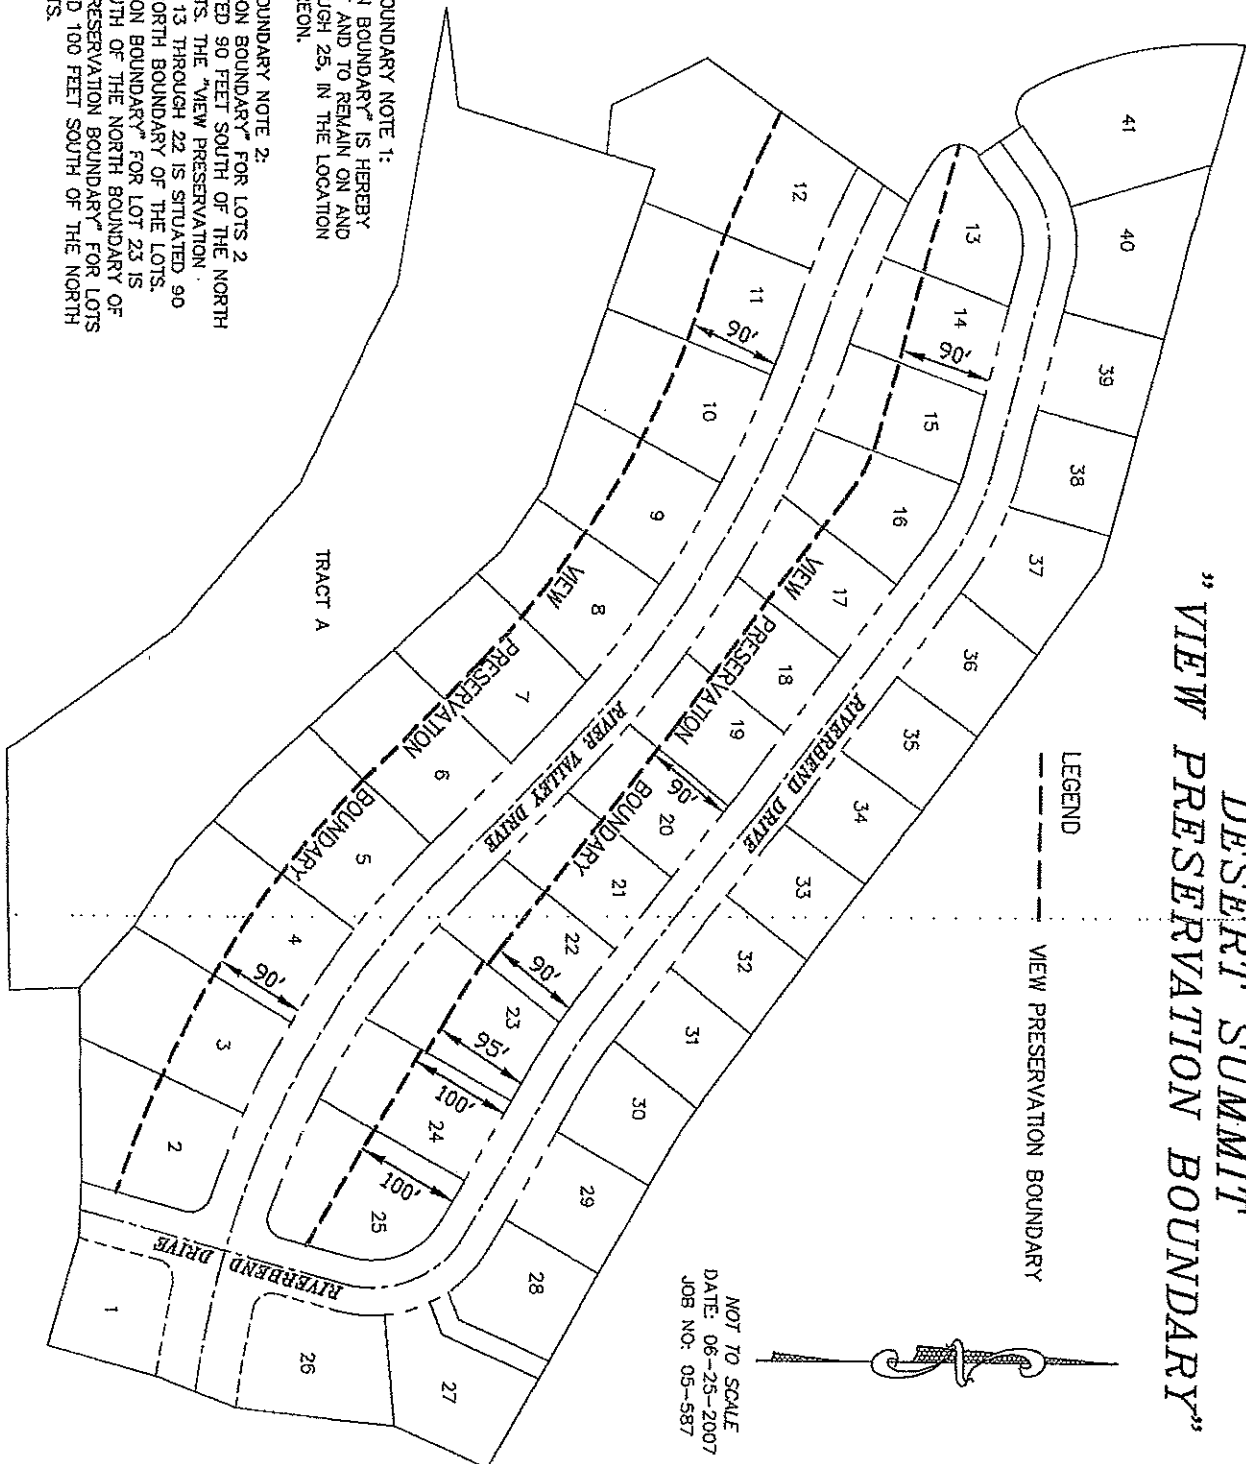 DESERT SUMMIT
"VIEW PRESERVATION BOUNDARY"
LEGEND
VIEW PRESERVATION BOUNDARY
NOT TO SCALE
DATE: 06-25-2007
JOB NO: 05-587
41
40
39
38
37
36
35
34
33
32
31
30
29
28
27
26
1
RIVERBEND DRIVE
13
14
90'
15
16
17
18
19
90'
20
21
22
90'
23
95'
100'
24
100'
25
VIEW PRESERVATION BOUNDARY
RIVER VALLEY DRIVE
RIVERBEND DRIVE
12
11
90'
10
9
8
7
6
5
4
90'
3
2
VIEW PRESERVATION BOUNDARY
TRACT A
OUNDARY NOTE 1:
N BOUNDARY" IS HEREBY
AND TO REMAIN ON AND
UGH 25, IN THE LOCATION
REON.
OUNDARY NOTE 2:
ON BOUNDARY" FOR LOTS 2
TED 90 FEET SOUTH OF THE NORTH
TS. THE "VIEW PRESERVATION
13 THROUGH 22 IS SITUATED 90
ORTH BOUNDARY OF THE LOTS.
ON BOUNDARY" FOR LOT 23 IS
UTH OF THE NORTH BOUNDARY OF
RESERVATION BOUNDARY" FOR LOTS
D 100 FEET SOUTH OF THE NORTH
TS.